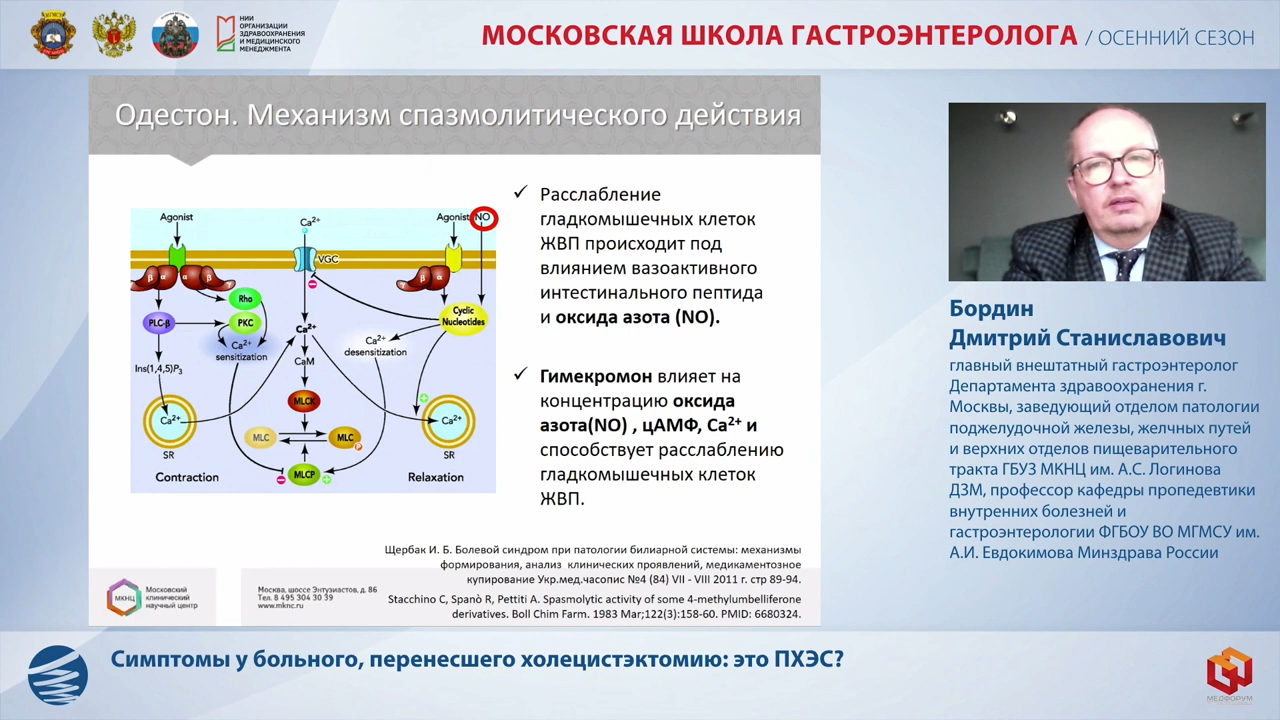 НИИ
ОРГАНИЗАЦИИ
ЗДРАВООХРАНЕНИЯ
И МЕДИЦИНСКОГО
МЕНЕДЖМЕНТА
МОСКОВСКАЯ ШКОЛА ГАСТРОЭНТЕРОЛОГА / ОСЕННИЙ СЕЗОН
Одестон. Механизм спазмолитического действия
Agonist
Ca²⁺
Agonist
NO
VGC
β
α
α
β
β
α
Rho
PKC
PLC-β
Ca²⁺
sensitization
Ins(1,4,5)P₃
Ca²⁺
CaM
Ca²⁺
desensitization
Cyclic
Nucleotides
MLCK
MLC
MLC
P
MLCP
Ca²⁺
SR
Ca²⁺
SR
Contraction
Relaxation
✓ Расслабление
гладкомышечных клеток
ЖВП происходит под
влиянием вазоактивного
интестинального пептида
и оксида азота (NO).
✓ Гимекромон влияет на
концентрацию оксида
азота(NO) , цАМФ, Ca²⁺ и
способствует расслаблению
гладкомышечных клеток
ЖВП.
Щербак И. Б. Болевой синдром при патологии билиарной системы: механизмы
формирования, анализ клинических проявлений, медикаментозное
купирование Укр.мед.часопис №4 (84) VII - VIII 2011 г. стр 89-94.
Stacchino C, Spanò R, Pettiti A. Spasmolytic activity of some 4-methylumbelliferone
derivatives. Boll Chim Farm. 1983 Mar;122(3):158-60. PMID: 6680324.
МКНЦ
Московский
клинический
научный центр
Москва, шоссе Энтузиастов, д. 86
Тел. 8 495 304 30 39
www.mknc.ru
Бордин
Дмитрий Станиславович
главный внештатный гастроэнтеролог
Департамента здравоохранения г.
Москвы, заведующий отделом патологии
поджелудочной железы, желчных путей
и верхних отделов пищеварительного
тракта ГБУЗ МКНЦ им. А.С. Логинова
ДЗМ, профессор кафедры пропедевтики
внутренних болезней и
гастроэнтерологии ФГБОУ ВО МГМСУ им.
А.И. Евдокимова Минздрава России
Симптомы у больного, перенесшего холецистэктомию: это ПХЭС?
МЕДФОРУМ